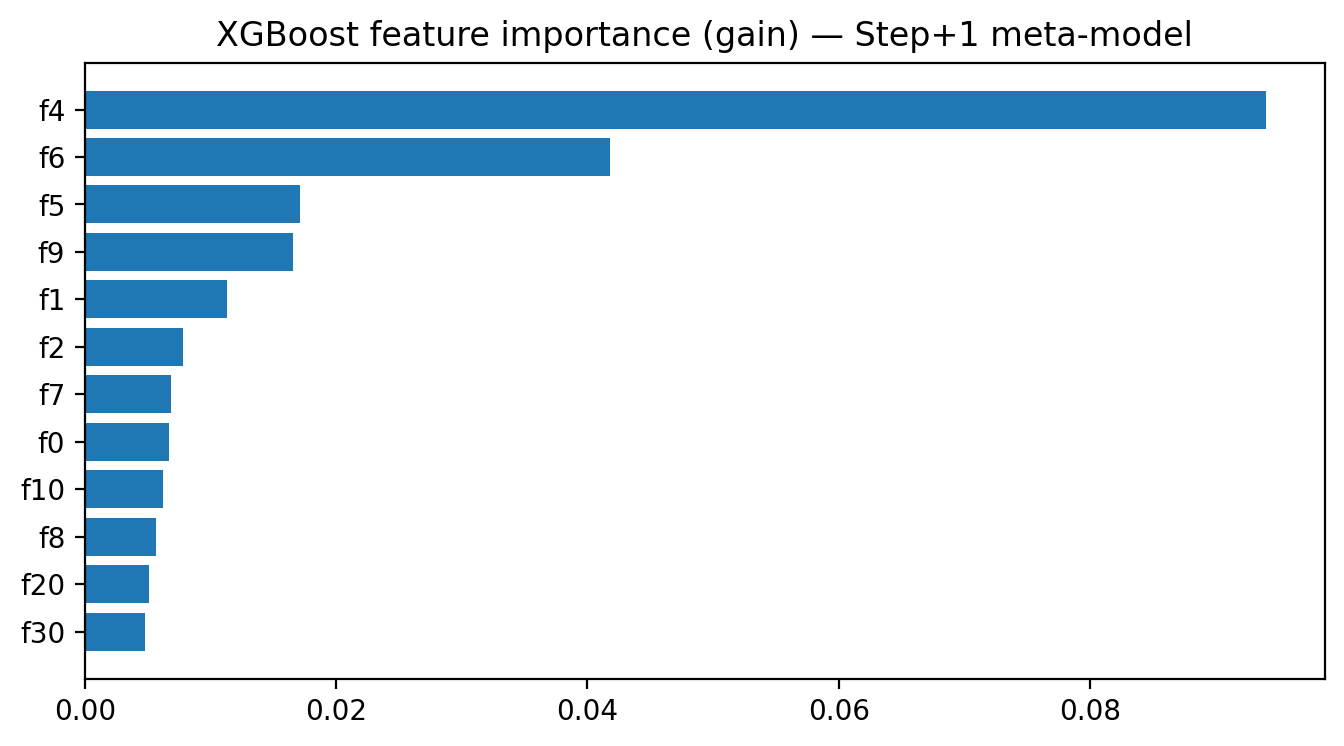 XGBoost feature importance (gain) — Step+1 meta-model
f4
f6
f5
f9
f1
f2
f7
f0
f10
f8
f20
f30
0.00 0.02 0.04 0.06 0.08